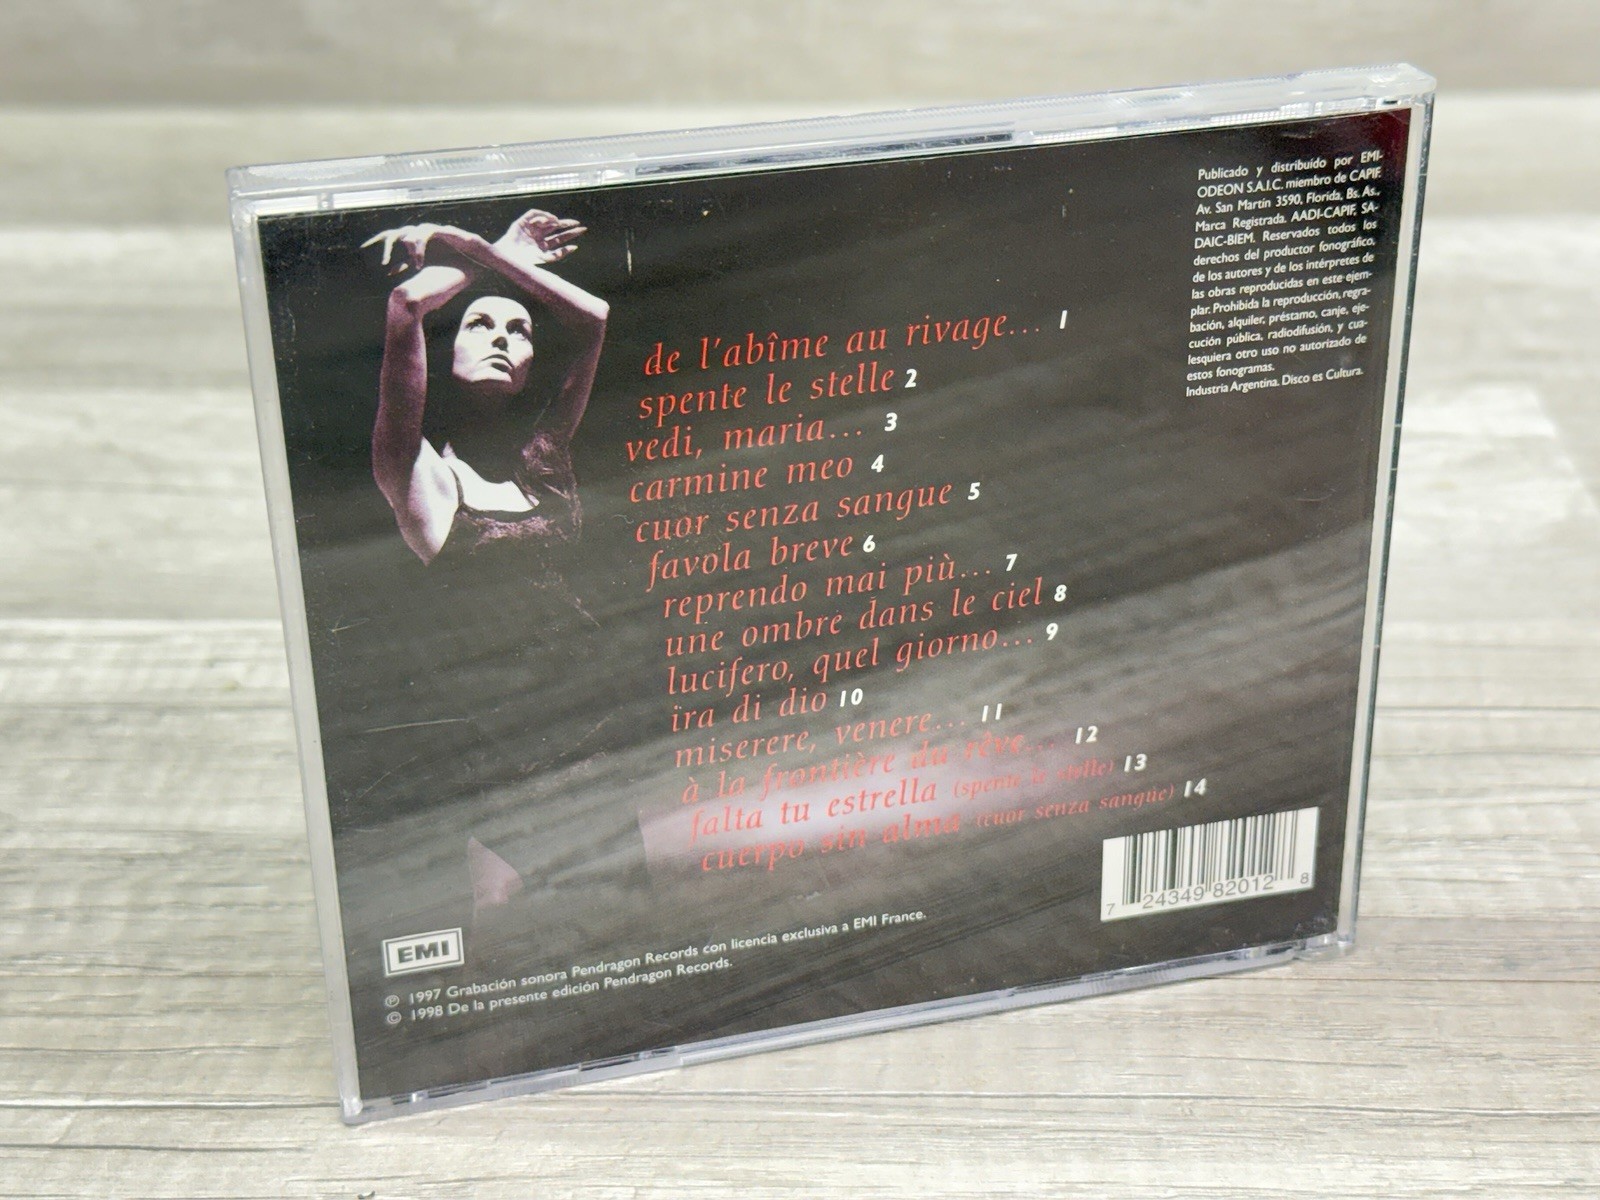 de l'abîme au rivage... 1
spente le stelle 2
vedi, maria... 3
carmine meo 4
cuor senza sangue 5
favola breve 6
reprendo mai più... 7
une ombre dans le ciel 8
lucifero, quel giorno... 9
ira di dio 10
miserere, venere... 11
à la frontière du rêve... 12
falta tu estrella (spente le stelle) 13
cuerpo sin alma (cuor senza sangue) 14
Publicado y distribuído por EMI-
ODEON S.A.I.C. miembro de CAPIF.
Av. San Martín 3590, Florida, Bs. As.,
Marca Registrada. AADI-CAPIF, SA-
DAIC-BIEM. Reservados todos los
derechos del productor fonográfico,
de los autores y de los intérpretes de
las obras reproducidas en este ejem-
plar. Prohibida la reproducción, regra-
bación, alquiler, préstamo, canje, eje-
cución pública, radiodifusión, y cua-
lesquiera otro uso no autorizado de
estos fonogramas.
Industria Argentina. Disco es Cultura.
7 24349 82012 8
EMI
℗ 1997 Grabación sonora Pendragon Records con licencia exclusiva a EMI France.
© 1998 De la presente edición Pendragon Records.